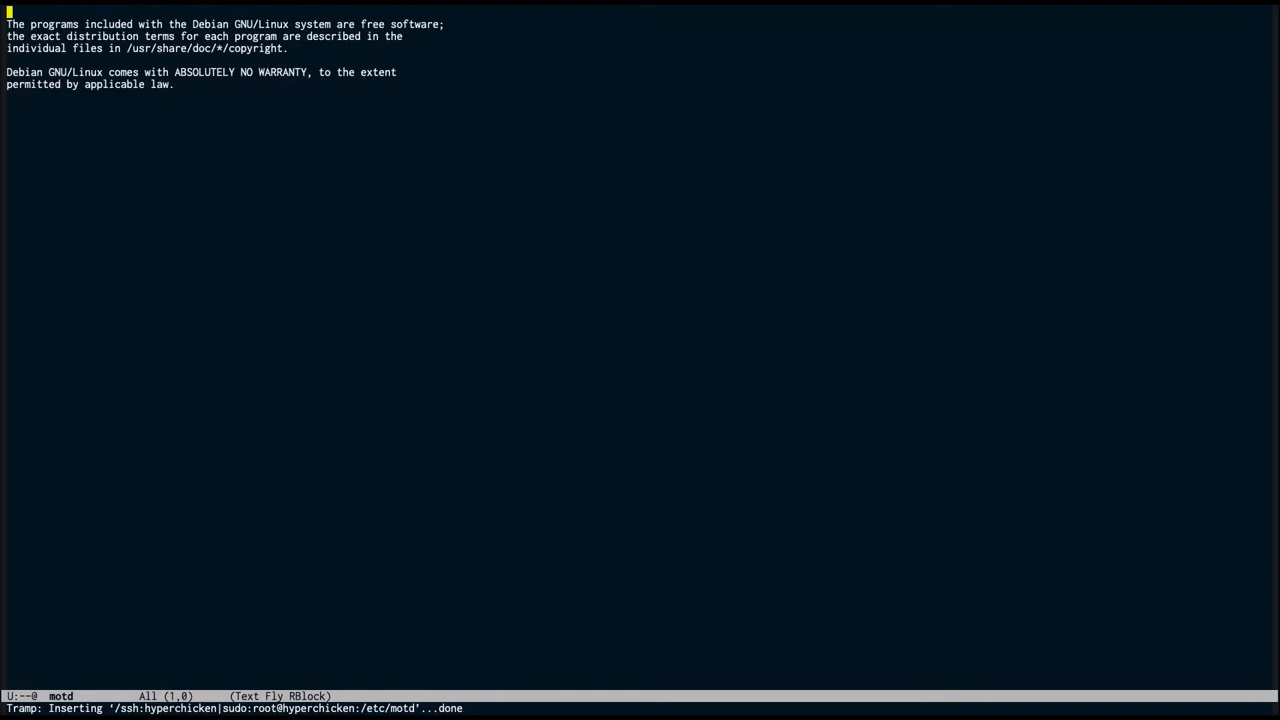 The programs included with the Debian GNU/Linux system are free software;
the exact distribution terms for each program are described in the
individual files in /usr/share/doc/*/copyright.
Debian GNU/Linux comes with ABSOLUTELY NO WARRANTY, to the extent
permitted by applicable law.
U:--@  motd           All (1,0)      (Text Fly RBlock)
Tramp: Inserting ‘/ssh:hyperchicken|sudo:root@hyperchicken:/etc/motd’...done